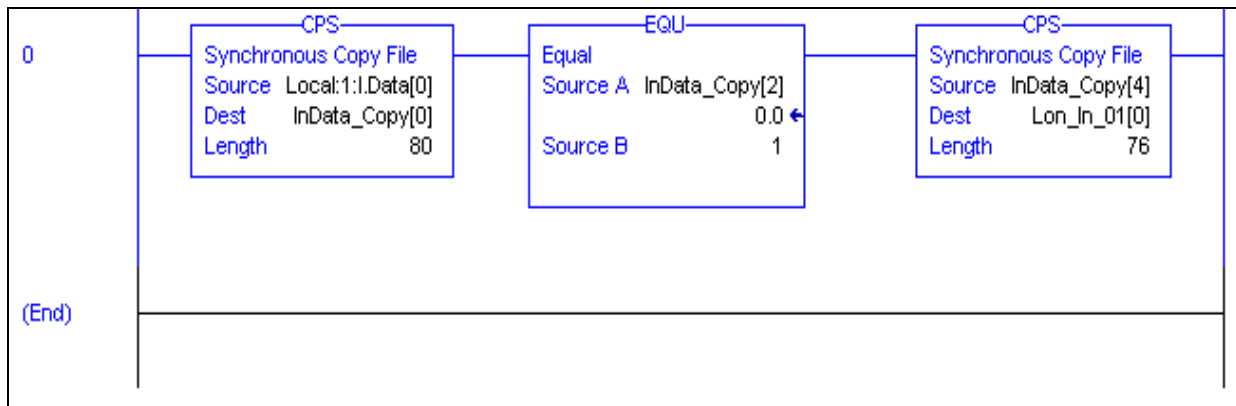 0
CPS
Synchronous Copy File
Source Local:1:I.Data[0]
Dest InData_Copy[0]
Length 80
EQU
Equal
Source A InData_Copy[2]
0.0
Source B 1
CPS
Synchronous Copy File
Source InData_Copy[4]
Dest Lon_In_01[0]
Length 76
(End)